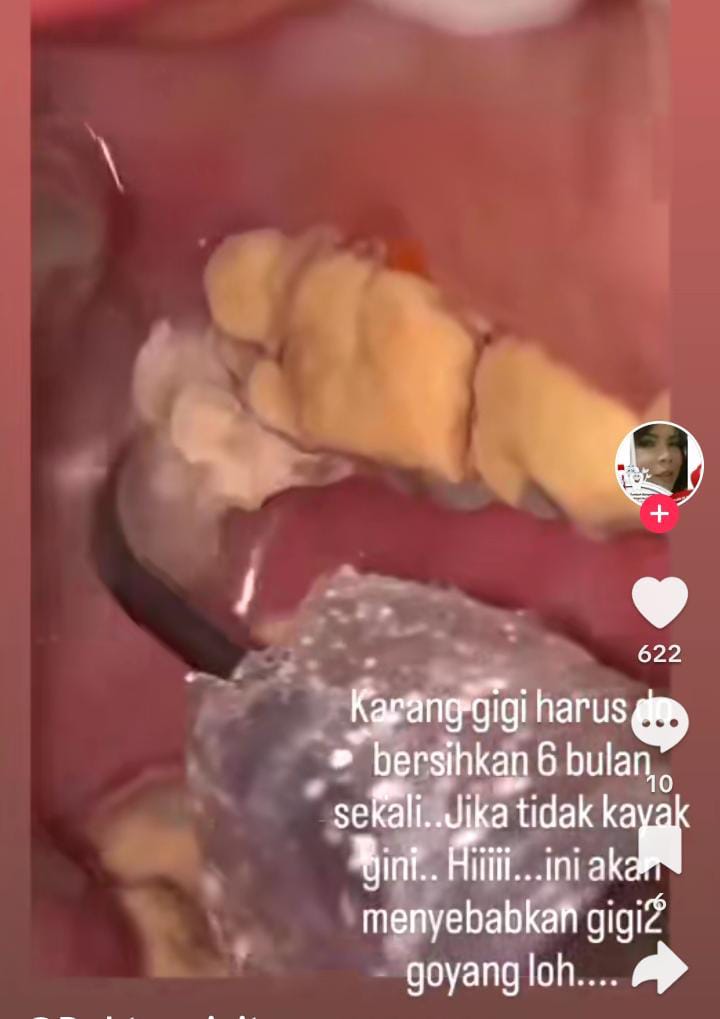 Karang gigi harus dn
bersihkan 6 bulan
sekali..Jika tidak kayak
gini.. Hiiiii...ini akan
menyebabkan gigi2
goyang loh....
622
10
6